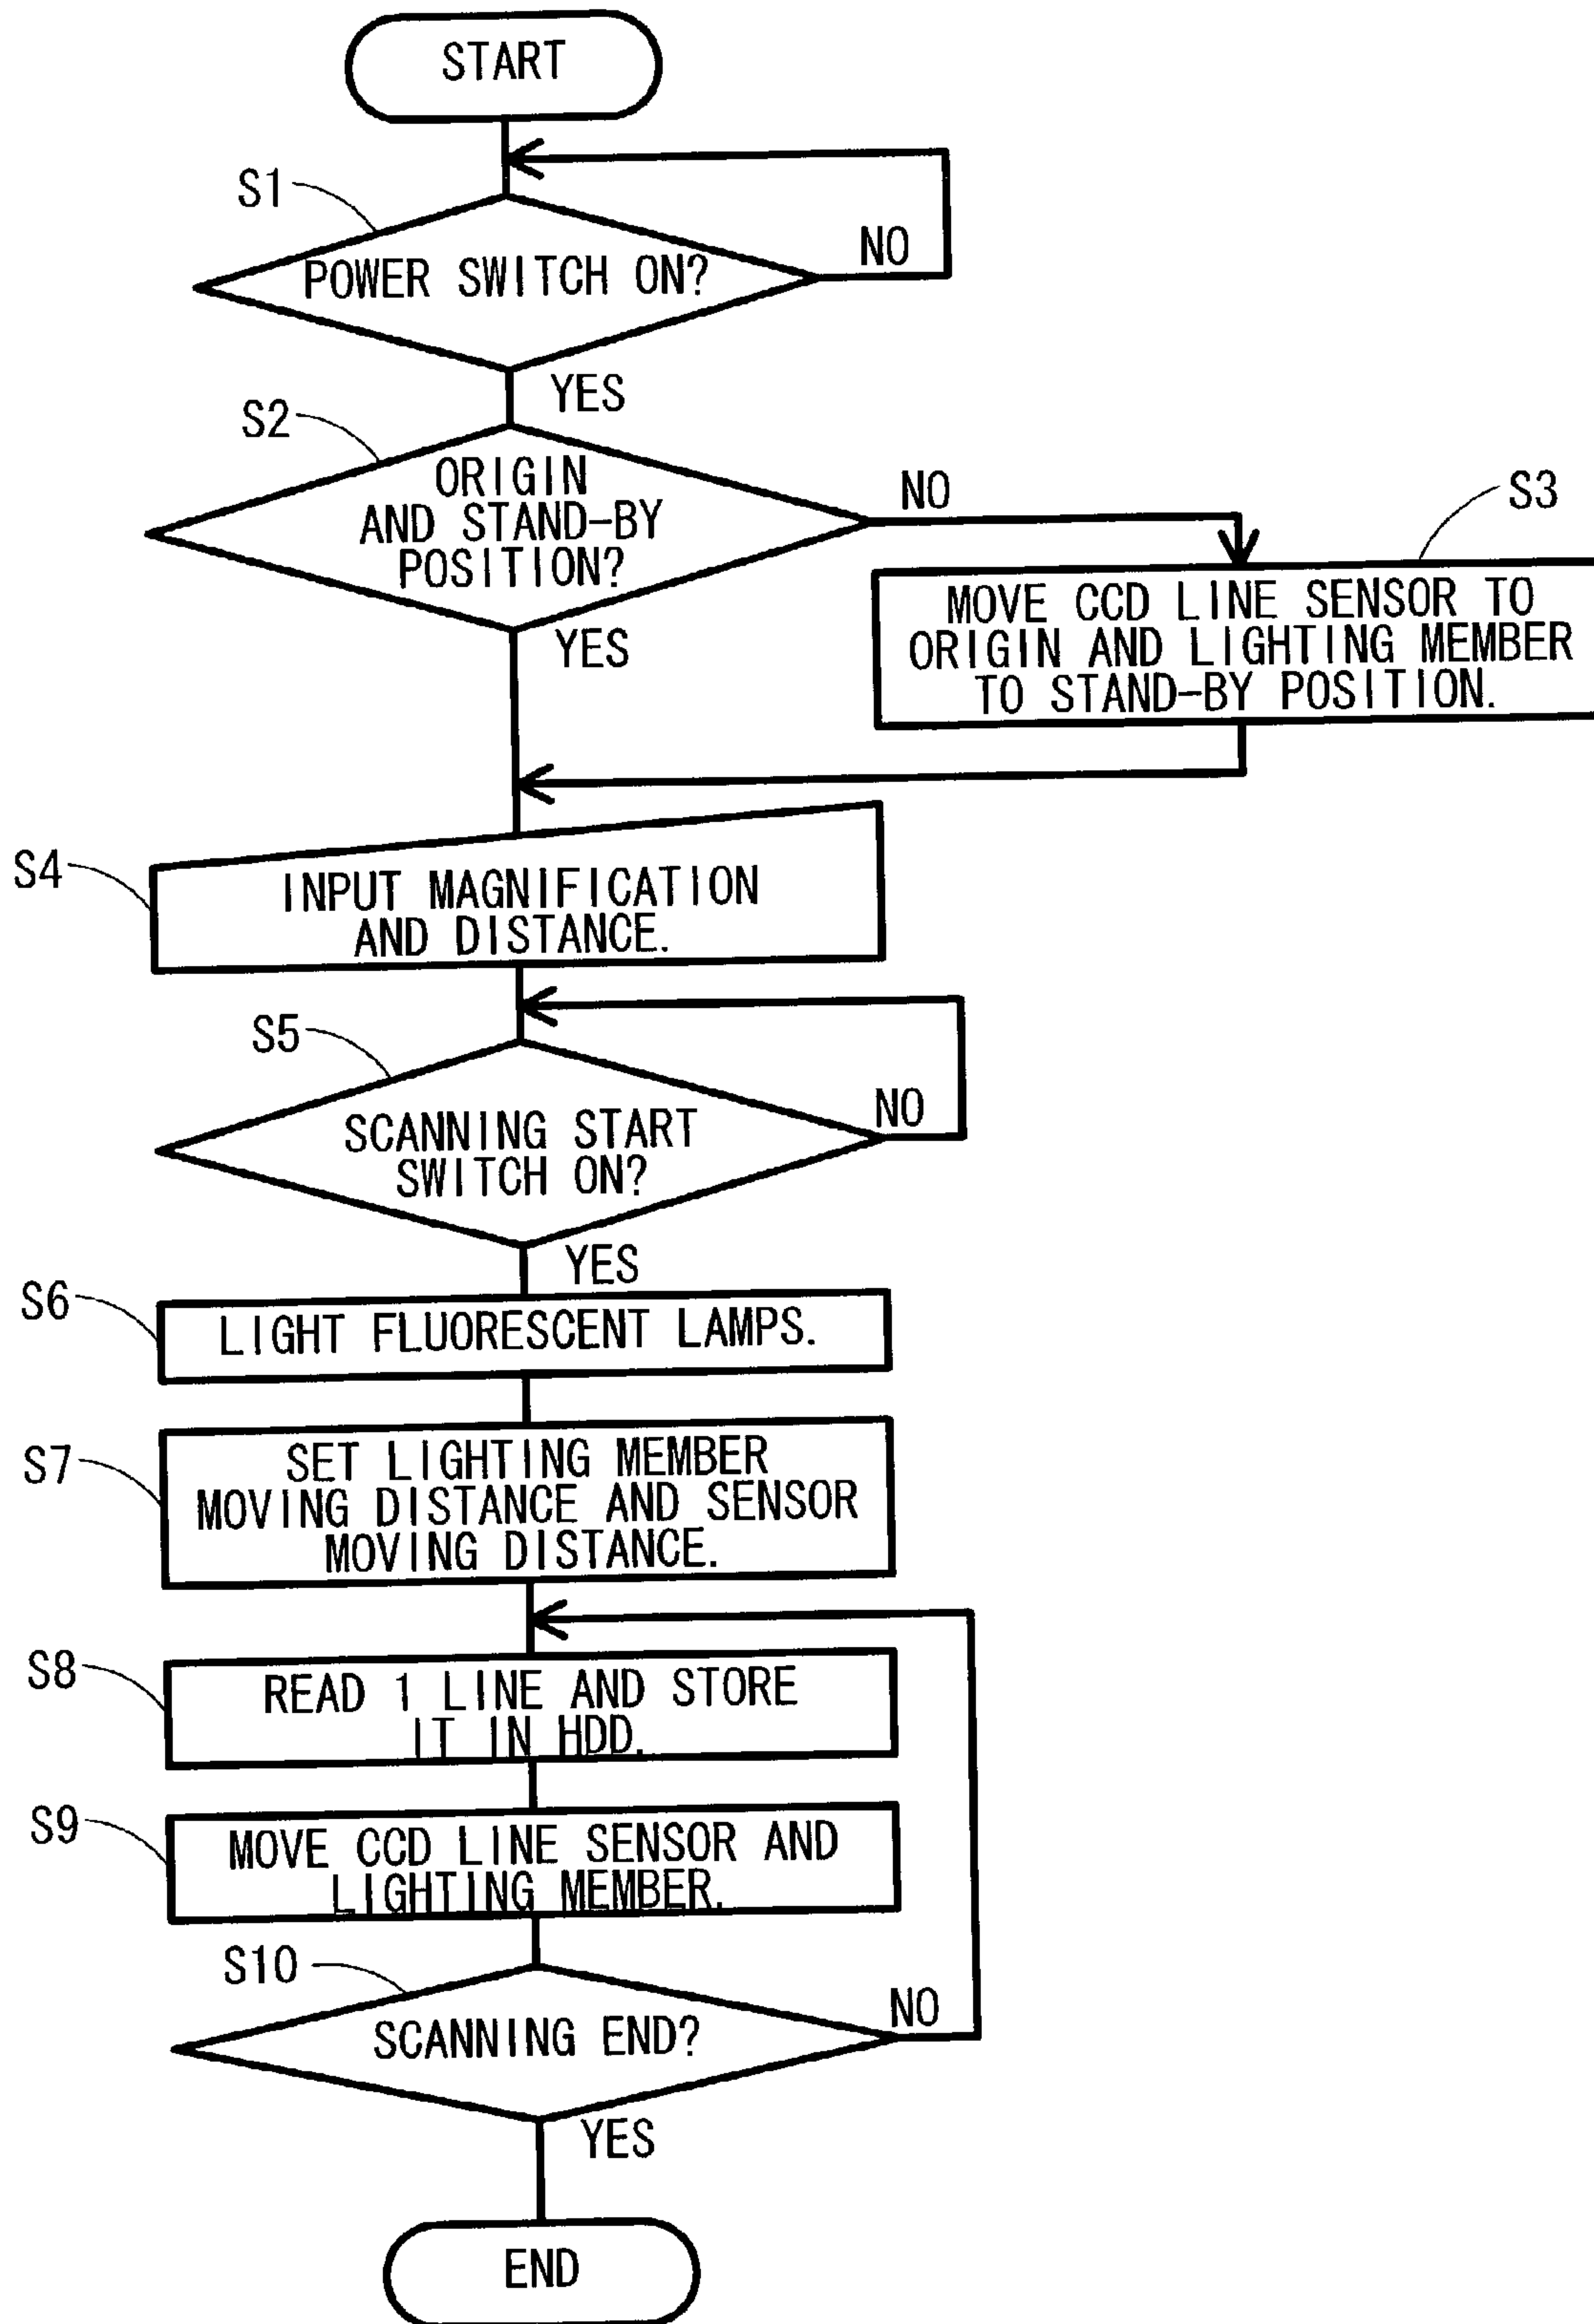 START
S1
NO
POWER SWITCH ON?
YES
S2
ORIGIN
AND STAND-BY
POSITION?
NO
S3
MOVE CCD LINE SENSOR TO
ORIGIN AND LIGHTING MEMBER
TO STAND-BY POSITION.
YES
S4
INPUT MAGNIFICATION
AND DISTANCE.
S5
NO
SCANNING START
SWITCH ON?
YES
S6
LIGHT FLUORESCENT LAMPS.
S7
SET LIGHTING MEMBER
MOVING DISTANCE AND SENSOR
MOVING DISTANCE.
S8
READ 1 LINE AND STORE
IT IN HDD.
S9
MOVE CCD LINE SENSOR AND
LIGHTING MEMBER.
S10
NO
SCANNING END?
YES
END